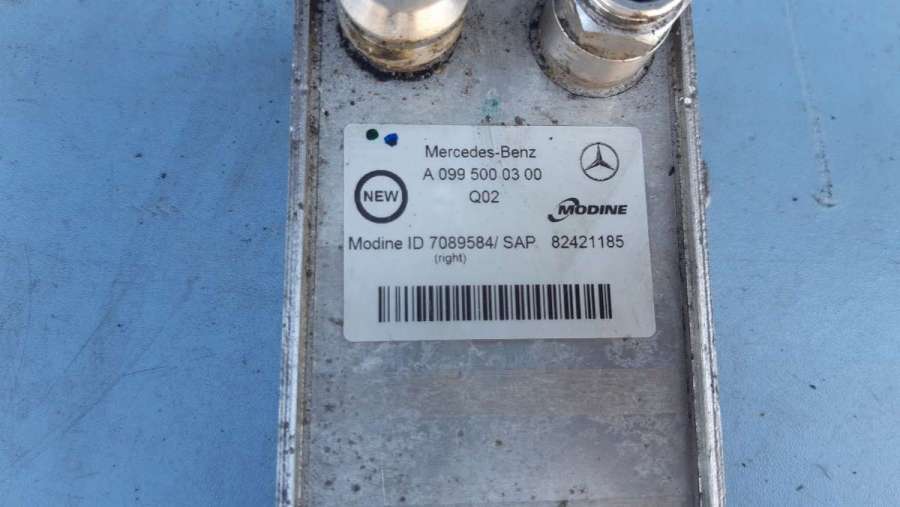 Mercedes-Benz
A 099 500 03 00
NEW
Q02
MODINE
Modine ID 7089584/ SAP 82421185
(right)